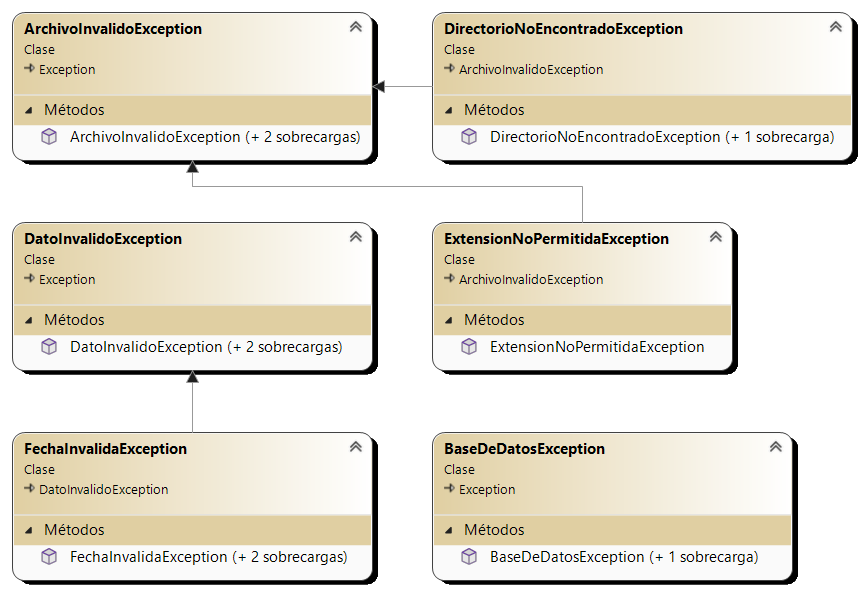 ArchivoInvalidoException
Clase
Exception
Métodos
ArchivoInvalidoException (+ 2 sobrecargas)
DirectorioNoEncontradoException
Clase
ArchivoInvalidoException
Métodos
DirectorioNoEncontradoException (+ 1 sobrecarga)
DatoInvalidoException
Clase
Exception
Métodos
DatoInvalidoException (+ 2 sobrecargas)
ExtensionNoPermitidaException
Clase
ArchivoInvalidoException
Métodos
ExtensionNoPermitidaException
FechaInvalidaException
Clase
DatoInvalidoException
Métodos
FechaInvalidaException (+ 2 sobrecargas)
BaseDeDatosException
Clase
Exception
Métodos
BaseDeDatosException (+ 1 sobrecarga)